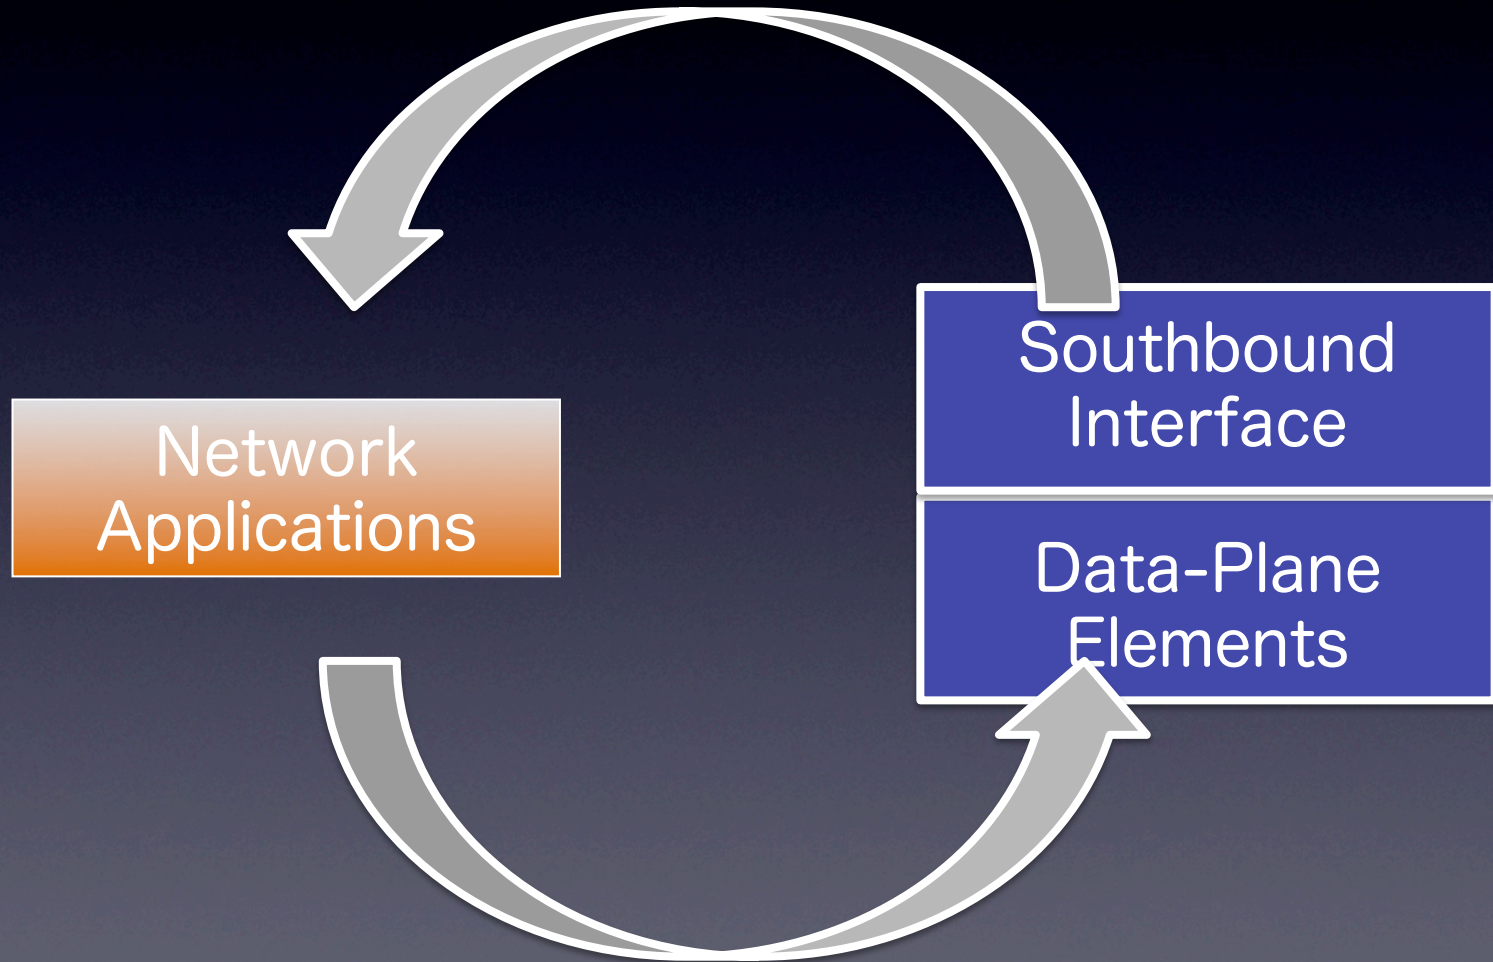 Network
Applications
Southbound
Interface
Data-Plane
Elements